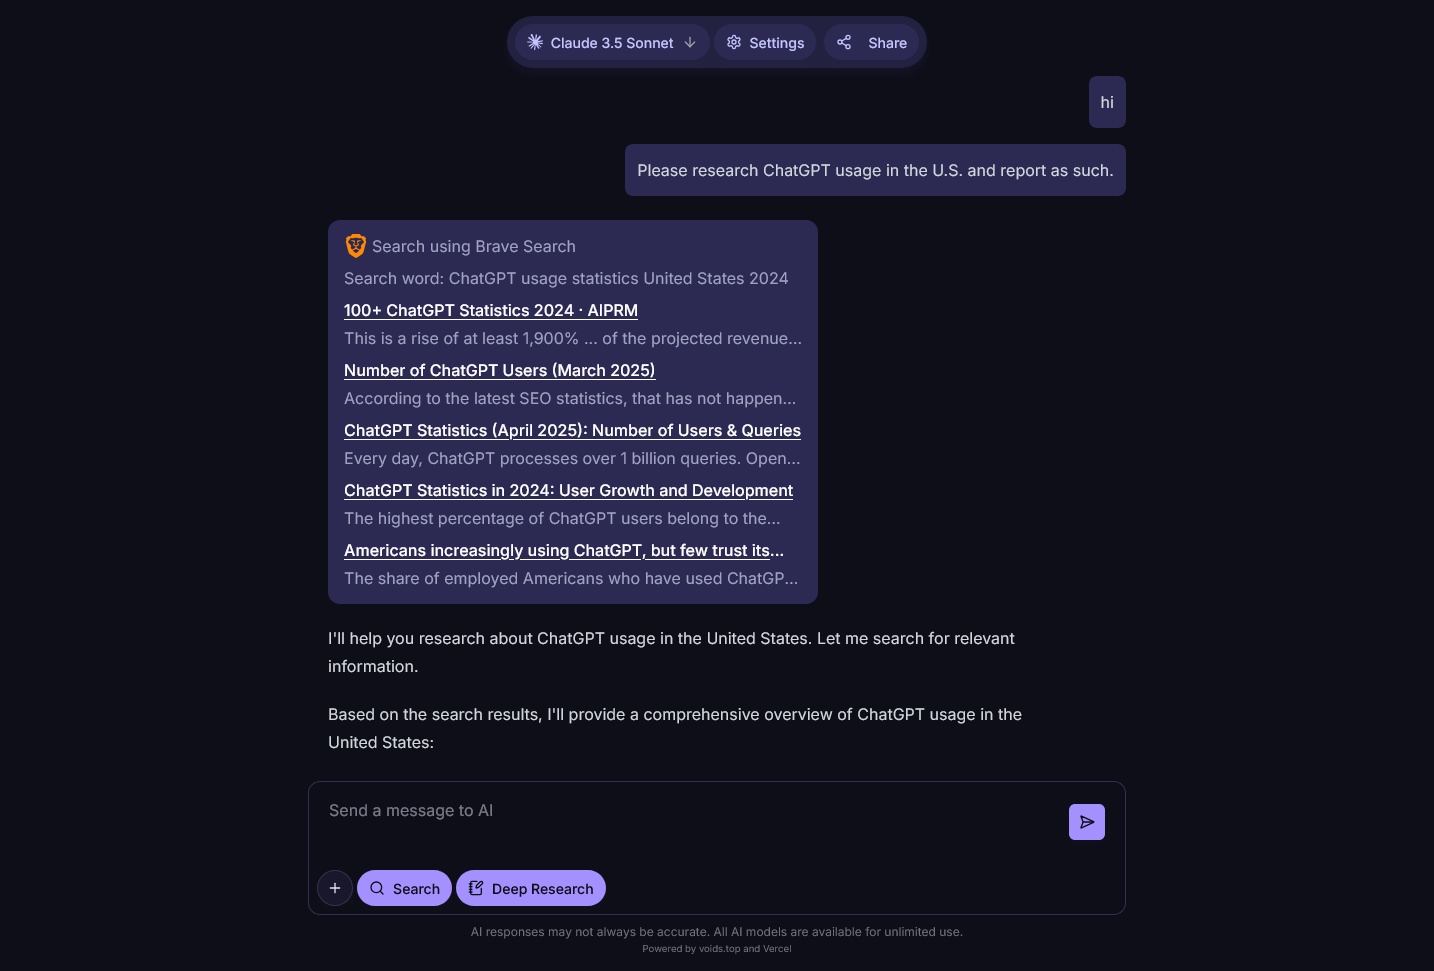 Claude 3.5 Sonnet
Settings
Share
hi
Please research ChatGPT usage in the U.S. and report as such.
Search using Brave Search
Search word: ChatGPT usage statistics United States 2024
100+ ChatGPT Statistics 2024 · AIPRM
This is a rise of at least 1,900% ... of the projected revenue...
Number of ChatGPT Users (March 2025)
According to the latest SEO statistics, that has not happen...
ChatGPT Statistics (April 2025): Number of Users & Queries
Every day, ChatGPT processes over 1 billion queries. Open...
ChatGPT Statistics in 2024: User Growth and Development
The highest percentage of ChatGPT users belong to the...
Americans increasingly using ChatGPT, but few trust its...
The share of employed Americans who have used ChatGP...
I'll help you research about ChatGPT usage in the United States. Let me search for relevant
information.
Based on the search results, I'll provide a comprehensive overview of ChatGPT usage in the
United States:
Send a message to AI
Search
Deep Research
AI responses may not always be accurate. All AI models are available for unlimited use.
Powered by voids.top and Vercel